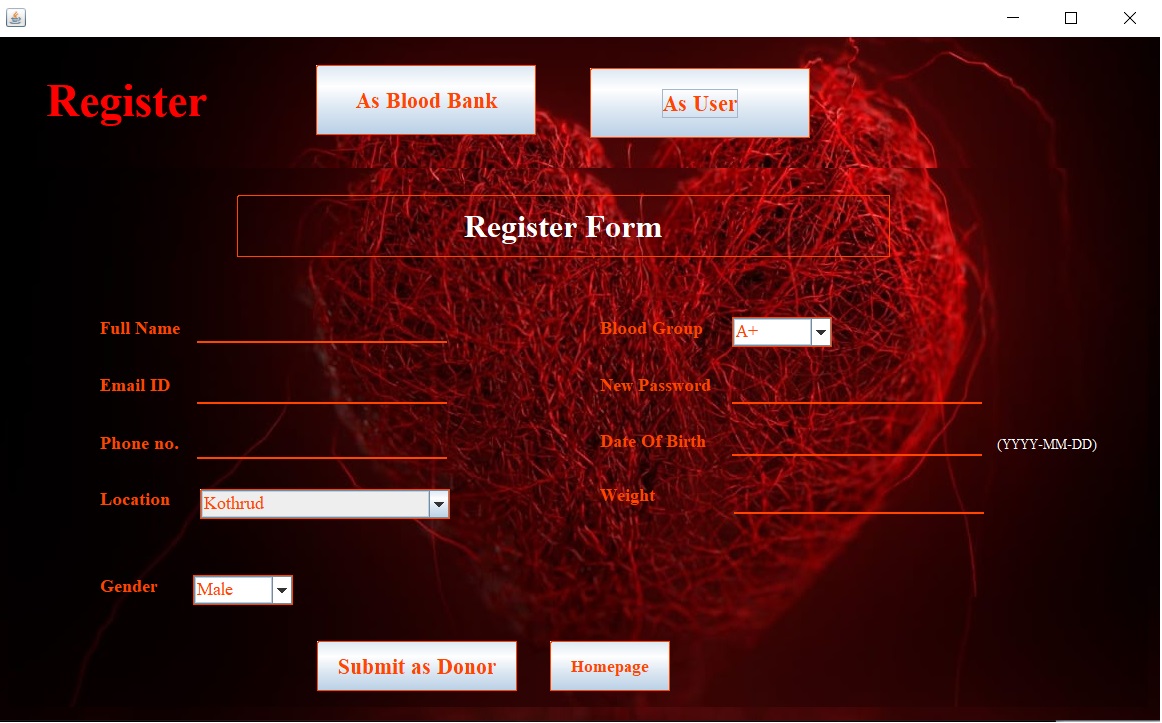 Register
As Blood Bank
As User
Register Form
Full Name
Blood Group
A+
Email ID
New Password
Phone no.
Date Of Birth
(YYYY-MM-DD)
Location
Kothrud
Weight
Gender
Male
Submit as Donor
Homepage